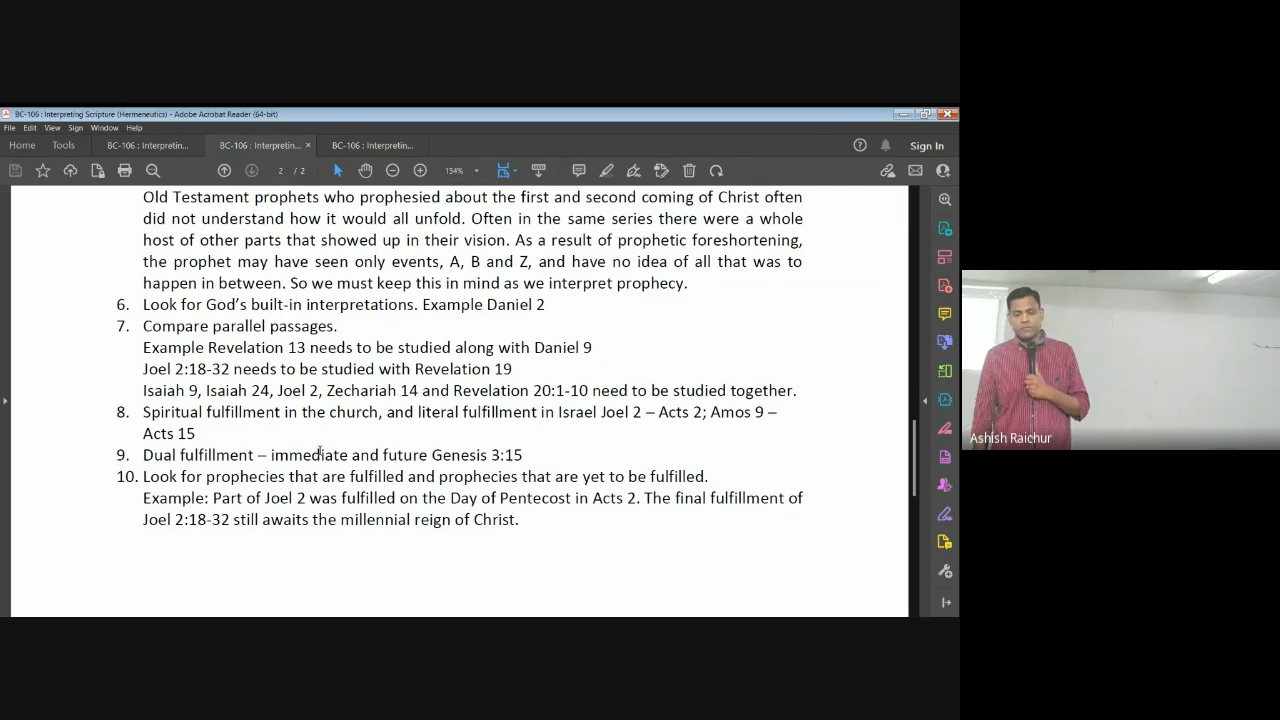 BC-106 : Interpreting Scripture (Hermeneutics) - Adobe Acrobat Reader (64-bit)
File Edit View Sign Window Help
Home Tools BC-106 : Interpretin... BC-106 : Interpretin... × BC-106 : Interpretin... Sign In
2 / 2 154%
Old Testament prophets who prophesied about the first and second coming of Christ often
did not understand how it would all unfold. Often in the same series there were a whole
host of other parts that showed up in their vision. As a result of prophetic foreshortening,
the prophet may have seen only events, A, B and Z, and have no idea of all that was to
happen in between. So we must keep this in mind as we interpret prophecy.
6. Look for God's built-in interpretations. Example Daniel 2
7. Compare parallel passages.
Example Revelation 13 needs to be studied along with Daniel 9
Joel 2:18-32 needs to be studied with Revelation 19
Isaiah 9, Isaiah 24, Joel 2, Zechariah 14 and Revelation 20:1-10 need to be studied together.
8. Spiritual fulfillment in the church, and literal fulfillment in Israel Joel 2 – Acts 2; Amos 9 –
Acts 15
9. Dual fulfillment – immediate and future Genesis 3:15
10. Look for prophecies that are fulfilled and prophecies that are yet to be fulfilled.
Example: Part of Joel 2 was fulfilled on the Day of Pentecost in Acts 2. The final fulfillment of
Joel 2:18-32 still awaits the millennial reign of Christ.
Ashish Raichur